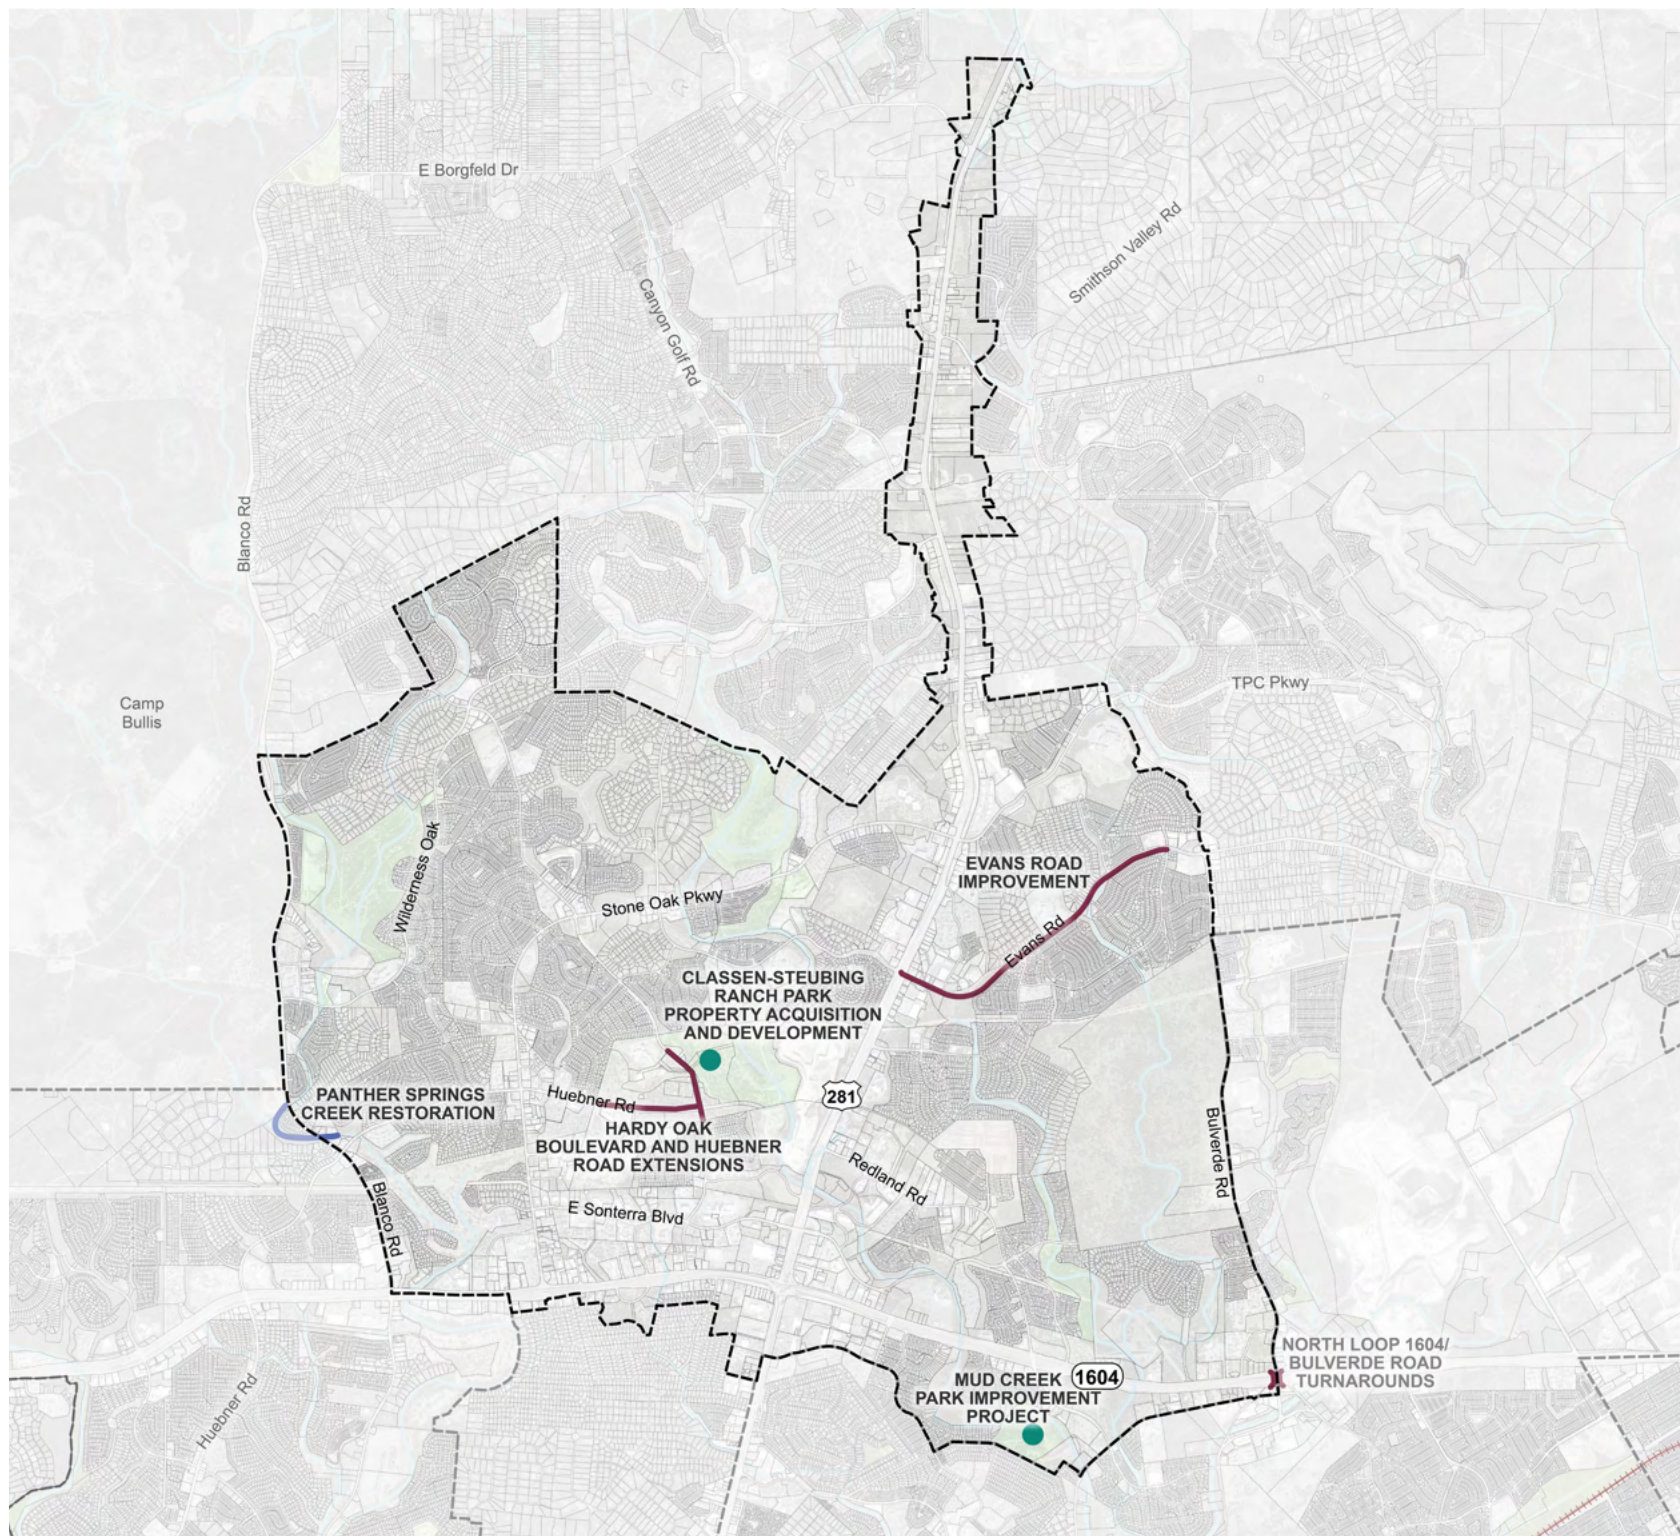 E Borgfeld Dr
Smithson Valley Rd
Canyon Golf Rd
Blanco Rd
Camp
Bullis
TPC Pkwy
Wilderness Oak
EVANS ROAD
IMPROVEMENT
Stone Oak Pkwy
Evans Rd
CLASSEN-STEUBING
RANCH PARK
PROPERTY ACQUISITION
AND DEVELOPMENT
PANTHER SPRINGS
CREEK RESTORATION
Huebner Rd
281
HARDY OAK
BOULEVARD AND HUEBNER
ROAD EXTENSIONS
Bulverde Rd
Redland Rd
Blanco Rd
E Sonterra Blvd
NORTH LOOP 1604/
BULVERDE ROAD
TURNAROUNDS
MUD CREEK
PARK IMPROVEMENT
PROJECT
1604
Huebner Rd